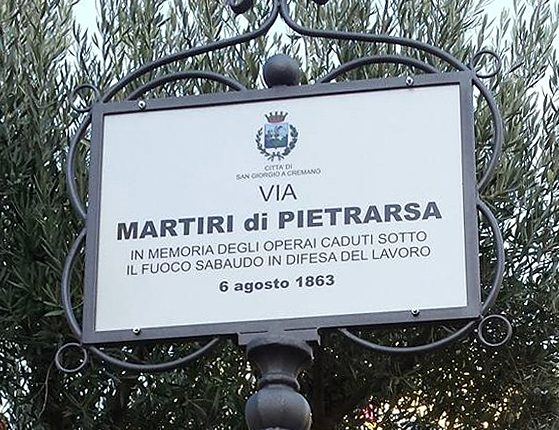 CITTA' DI
SAN GIORGIO A CREMANO
VIA
MARTIRI di PIETRARSA
IN MEMORIA DEGLI OPERAI CADUTI SOTTO
IL FUOCO SABAUDO IN DIFESA DEL LAVORO
6 agosto 1863